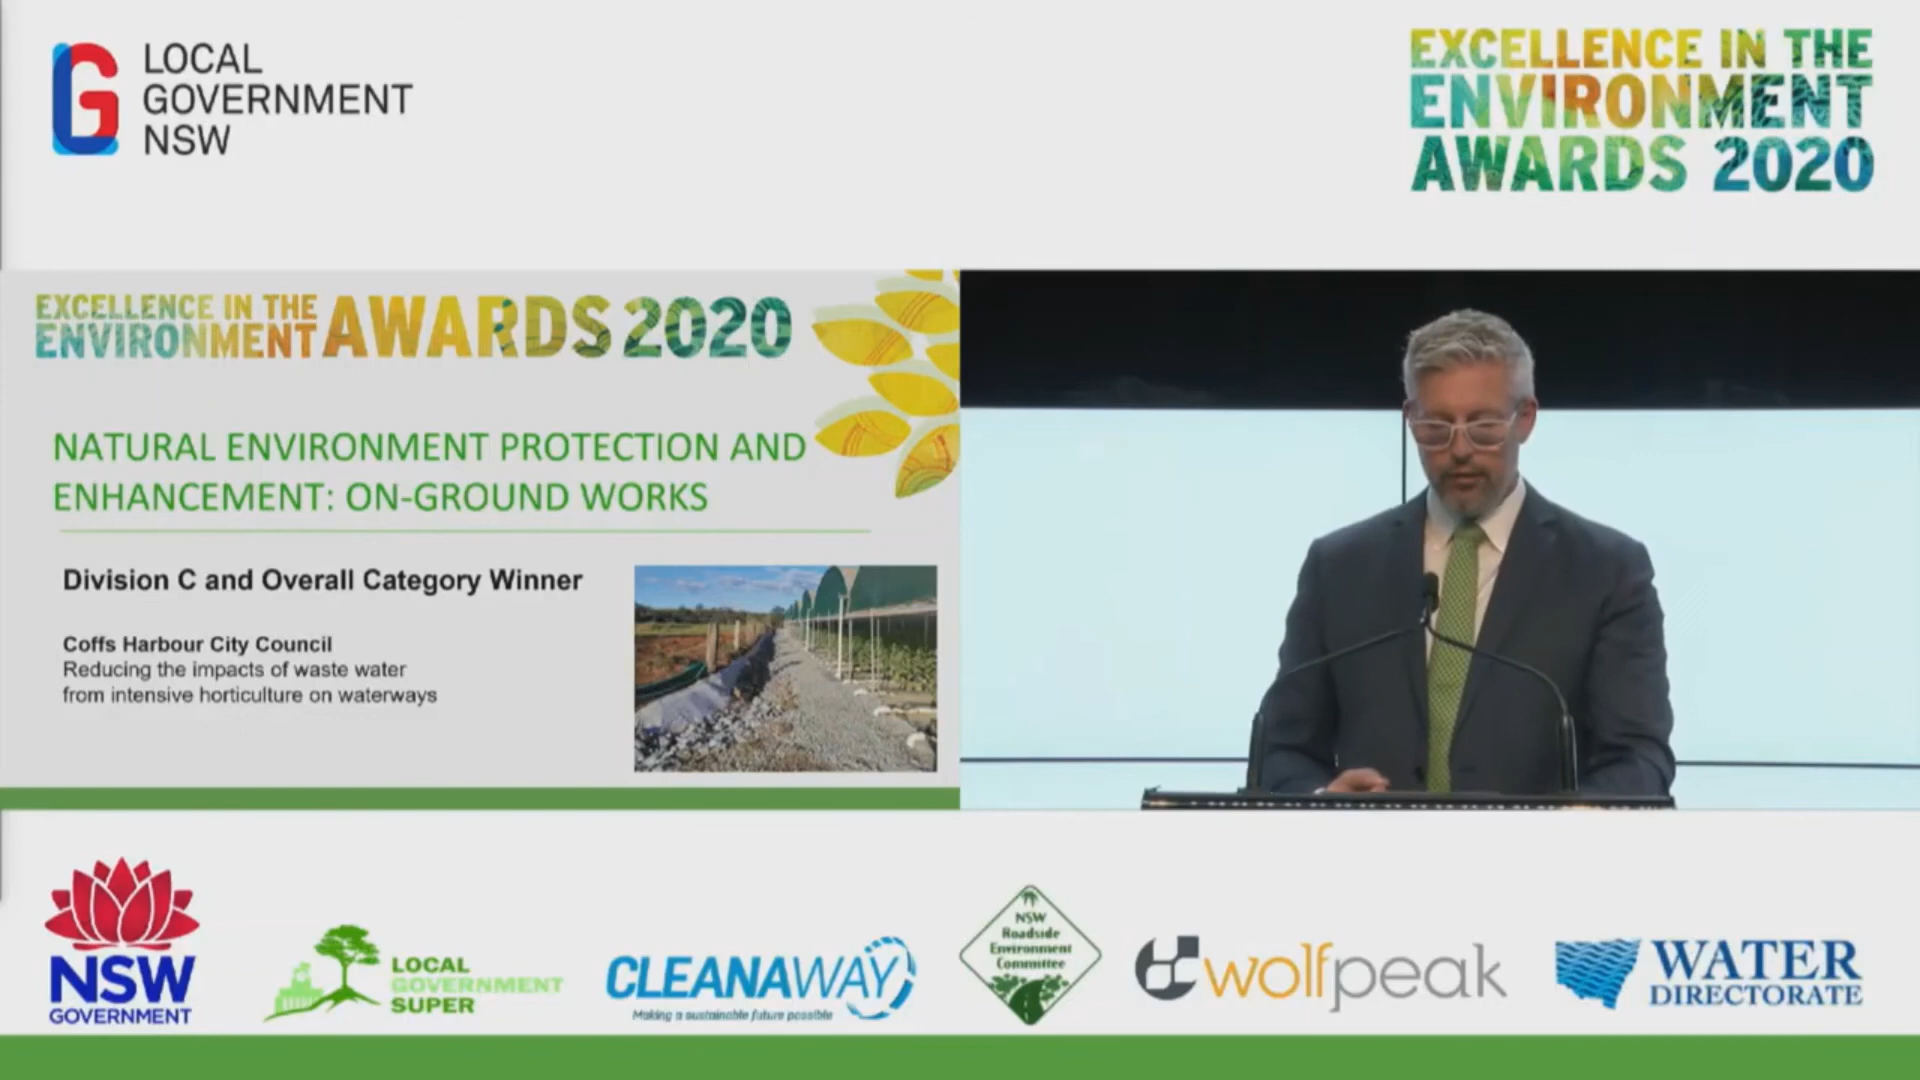 LOCAL
GOVERNMENT
NSW
EXCELLENCE IN THE
ENVIRONMENT
AWARDS 2020
EXCELLENCE IN THE
ENVIRONMENT AWARDS 2020
NATURAL ENVIRONMENT PROTECTION AND
ENHANCEMENT: ON-GROUND WORKS
Division C and Overall Category Winner
Coffs Harbour City Council
Reducing the impacts of waste water
from intensive horticulture on waterways
NSW
GOVERNMENT
LOCAL
GOVERNMENT
SUPER
CLEANAWAY
Making a sustainable future possible
NSW
Roadside
Environment
Committee
wolfpeak
WATER
DIRECTORATE